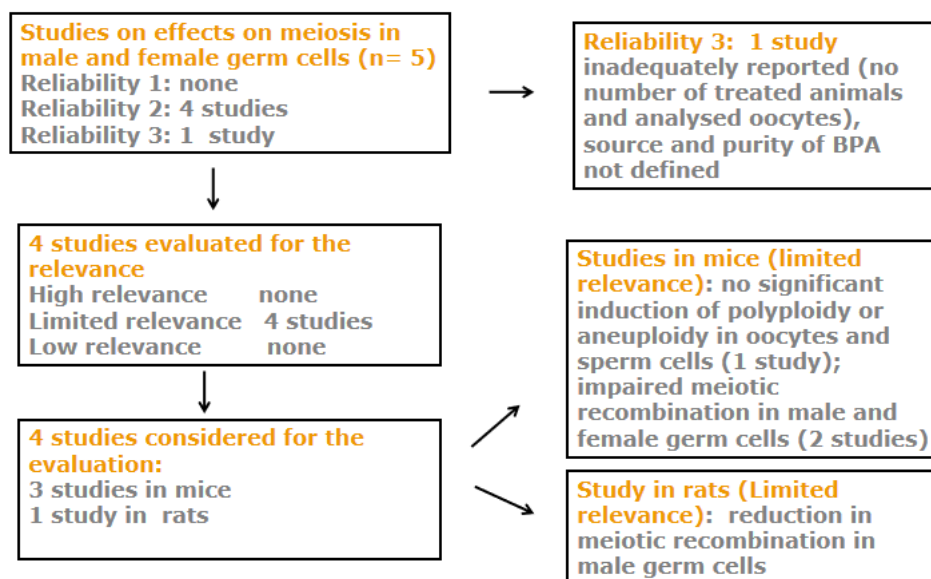 Studies on effects on meiosis in
male and female germ cells (n= 5)
Reliability 1: none
Reliability 2: 4 studies
Reliability 3: 1 study
Reliability 3: 1 study
inadequately reported (no
number of treated animals
and analysed oocytes),
source and purity of BPA
not defined
4 studies evaluated for the
relevance
High relevance none
Limited relevance 4 studies
Low relevance none
4 studies considered for the
evaluation:
3 studies in mice
1 study in rats
Studies in mice (limited
relevance): no significant
induction of polyploidy or
aneuploidy in oocytes and
sperm cells (1 study);
impaired meiotic
recombination in male and
female germ cells (2 studies)
Study in rats (Limited
relevance): reduction in
meiotic recombination in
male germ cells